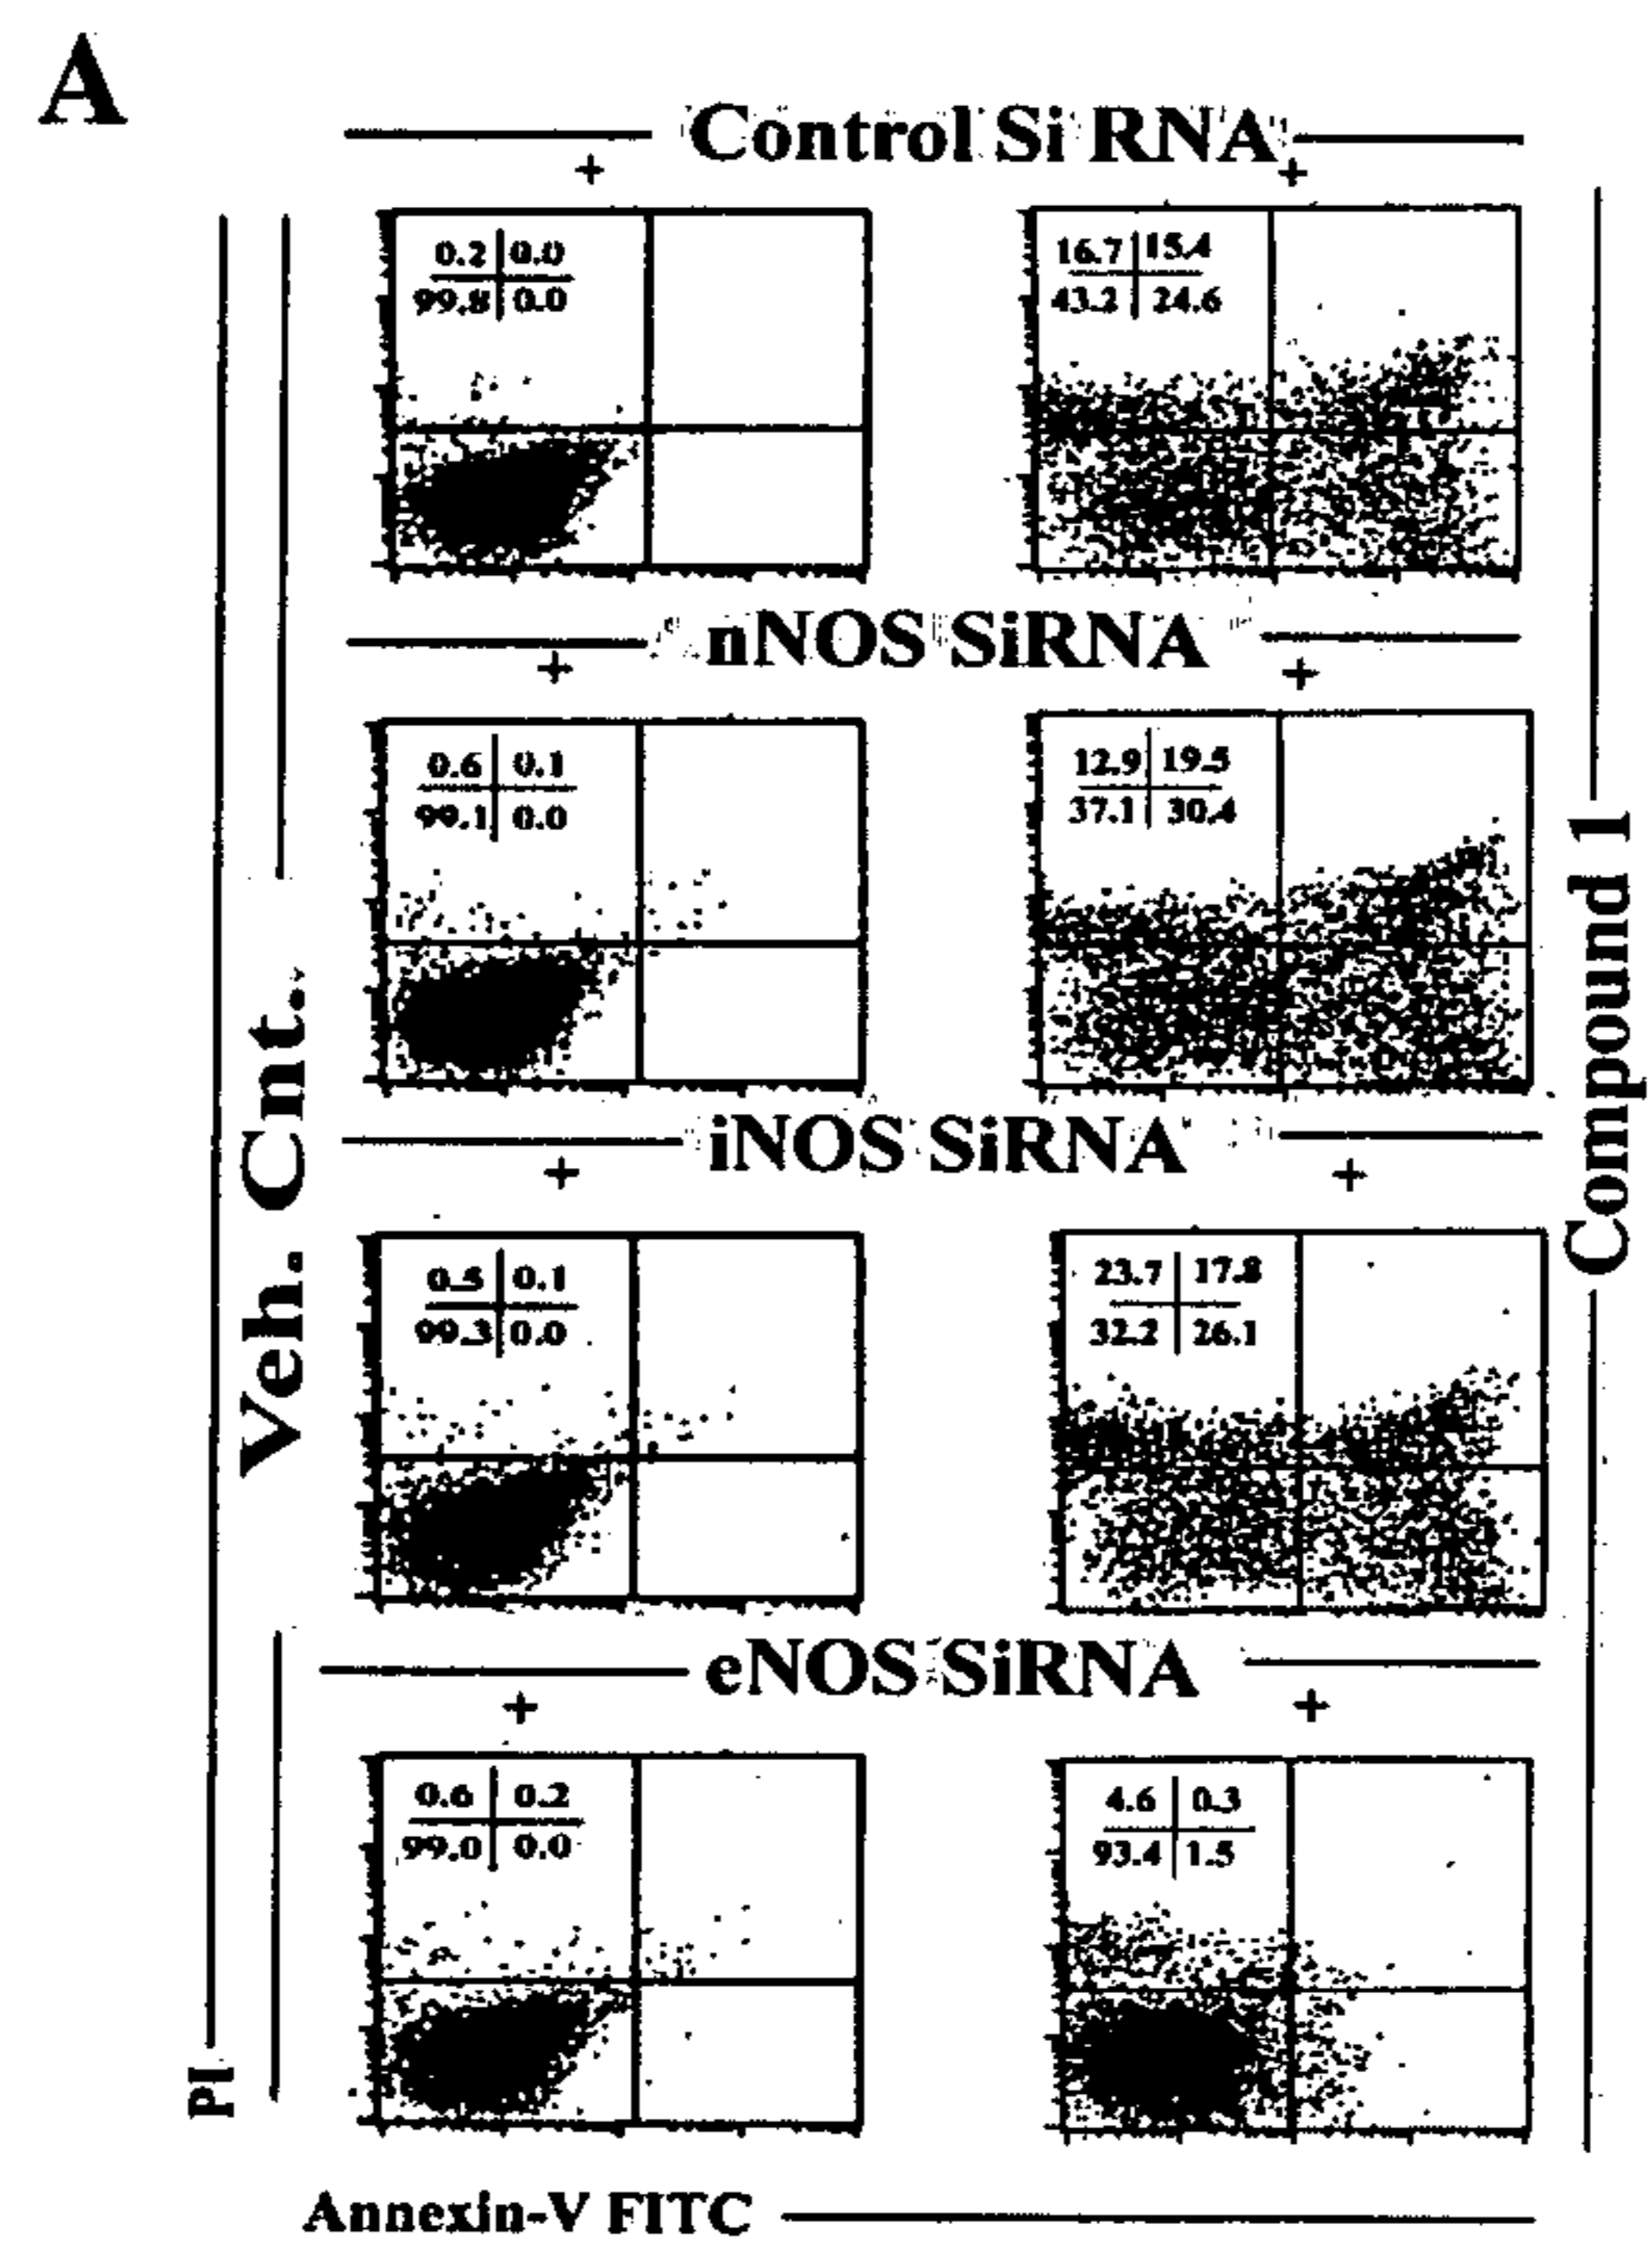 A
Control Si RNA
+ +
0.2 0.0 16.7 15.4
99.8 0.0 43.2 24.6
nNOS SiRNA
+ +
0.6 0.1 12.9 19.5
99.1 0.0 37.1 30.4
iNOS SiRNA
+ +
0.5 0.1 23.7 17.8
99.3 0.0 32.2 26.1
eNOS SiRNA
+ +
0.6 0.2 4.6 0.3
99.0 0.0 93.4 1.5
Veh. Cnt.
Compound 1
PI
Annexin-V FITC